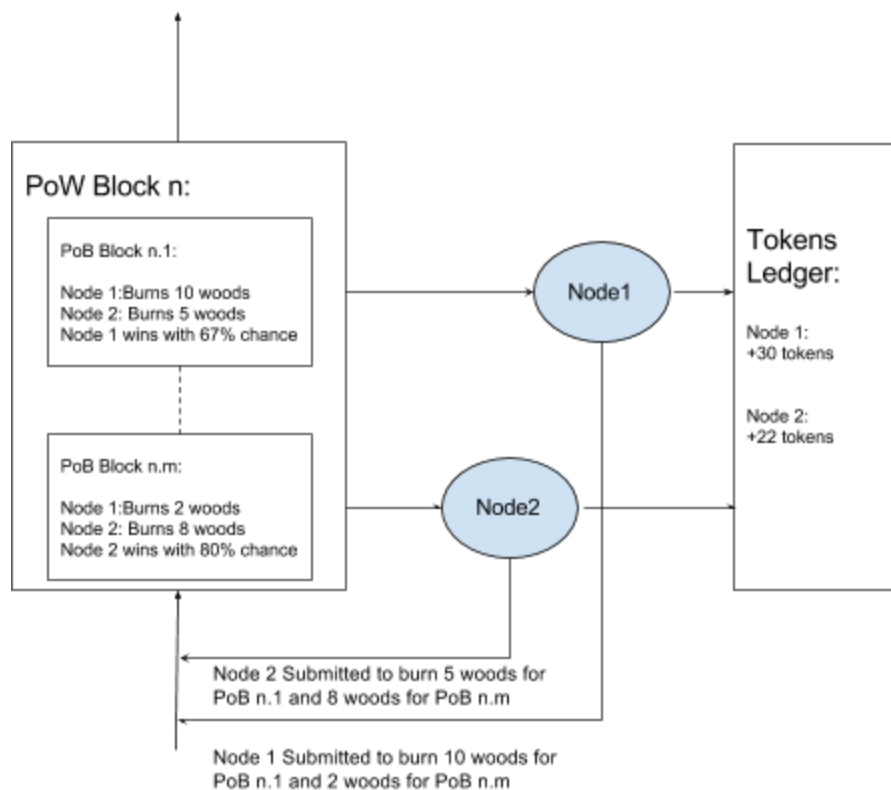 PoW Block n:
PoB Block n.1:
Node 1:Burns 10 woods
Node 2: Burns 5 woods
Node 1 wins with 67% chance
PoB Block n.m:
Node 1:Burns 2 woods
Node 2: Burns 8 woods
Node 2 wins with 80% chance
Node1
Node2
Tokens
Ledger:
Node 1:
+30 tokens
Node 2:
+22 tokens
Node 2 Submitted to burn 5 woods for
PoB n.1 and 8 woods for PoB n.m
Node 1 Submitted to burn 10 woods for
PoB n.1 and 2 woods for PoB n.m